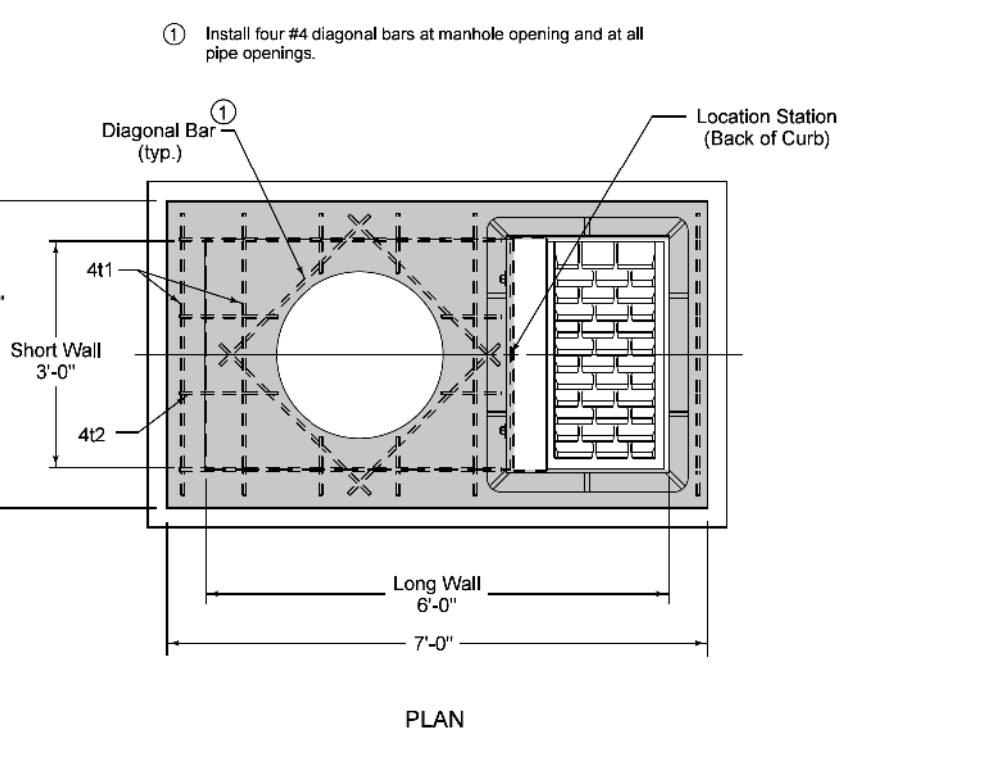 ① Install four #4 diagonal bars at manhole opening and at all
pipe openings.
①
Diagonal Bar
(typ.)
Location Station
(Back of Curb)
4t1
"
Short Wall
3'-0"
4t2
Long Wall
6'-0"
7'-0"
PLAN